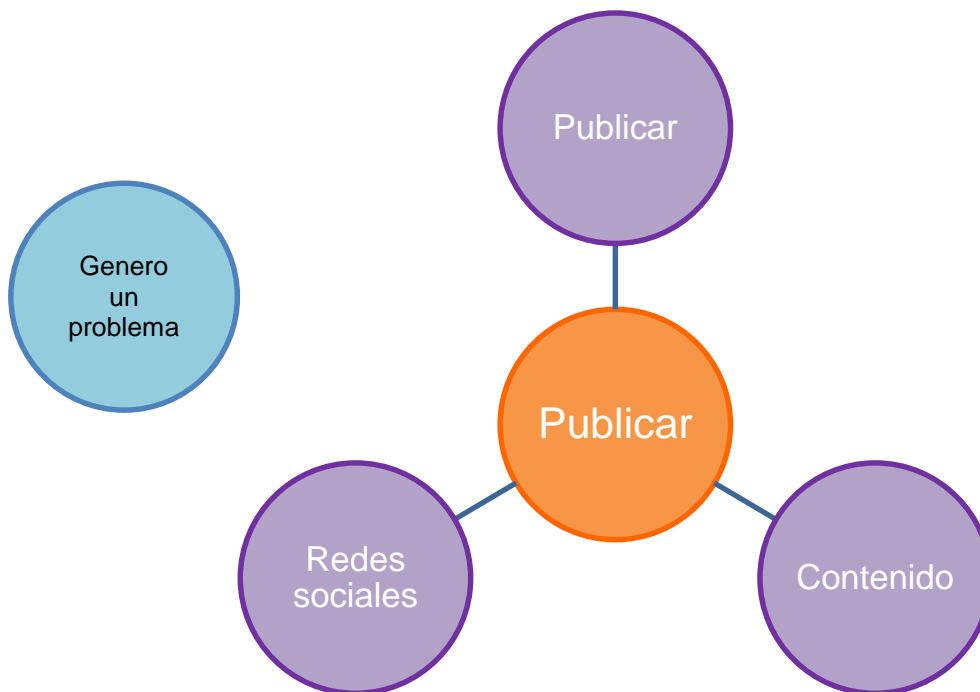 Publicar
Genero
un
problema
Publicar
Redes
sociales
Contenido